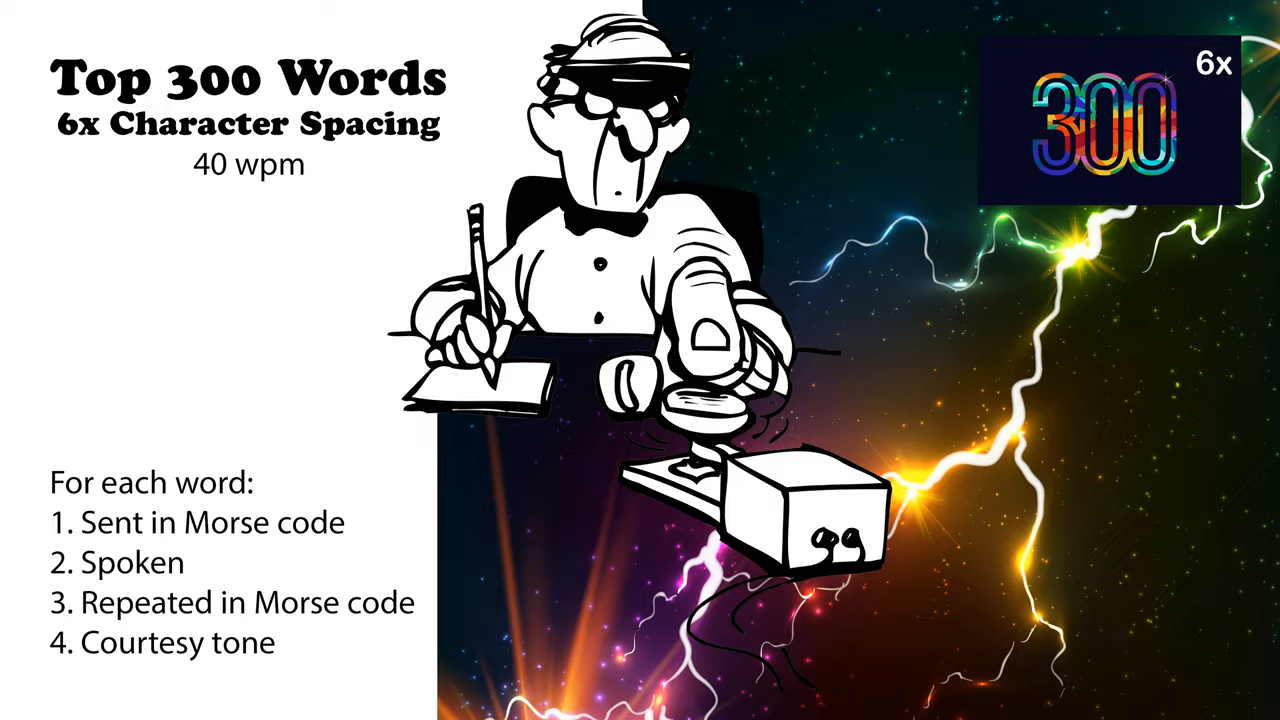 Top 300 Words
6x Character Spacing
40 wpm
6x
300
For each word:
1. Sent in Morse code
2. Spoken
3. Repeated in Morse code
4. Courtesy tone